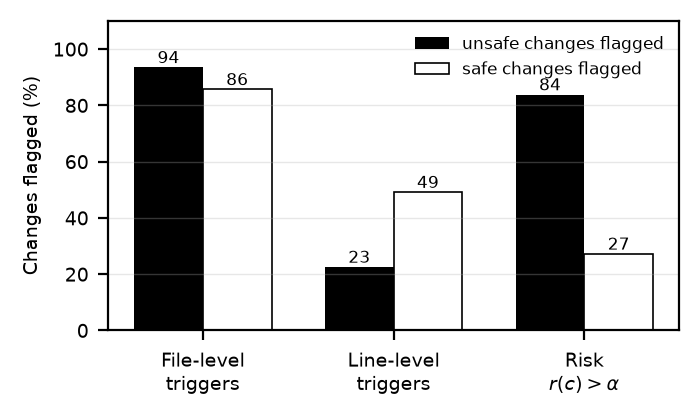 unsafe changes flagged
safe changes flagged
Changes flagged (%)
100
80
60
40
20
0
94
86
23
49
84
27
File-level
triggers
Line-level
triggers
Risk
r(c) > α